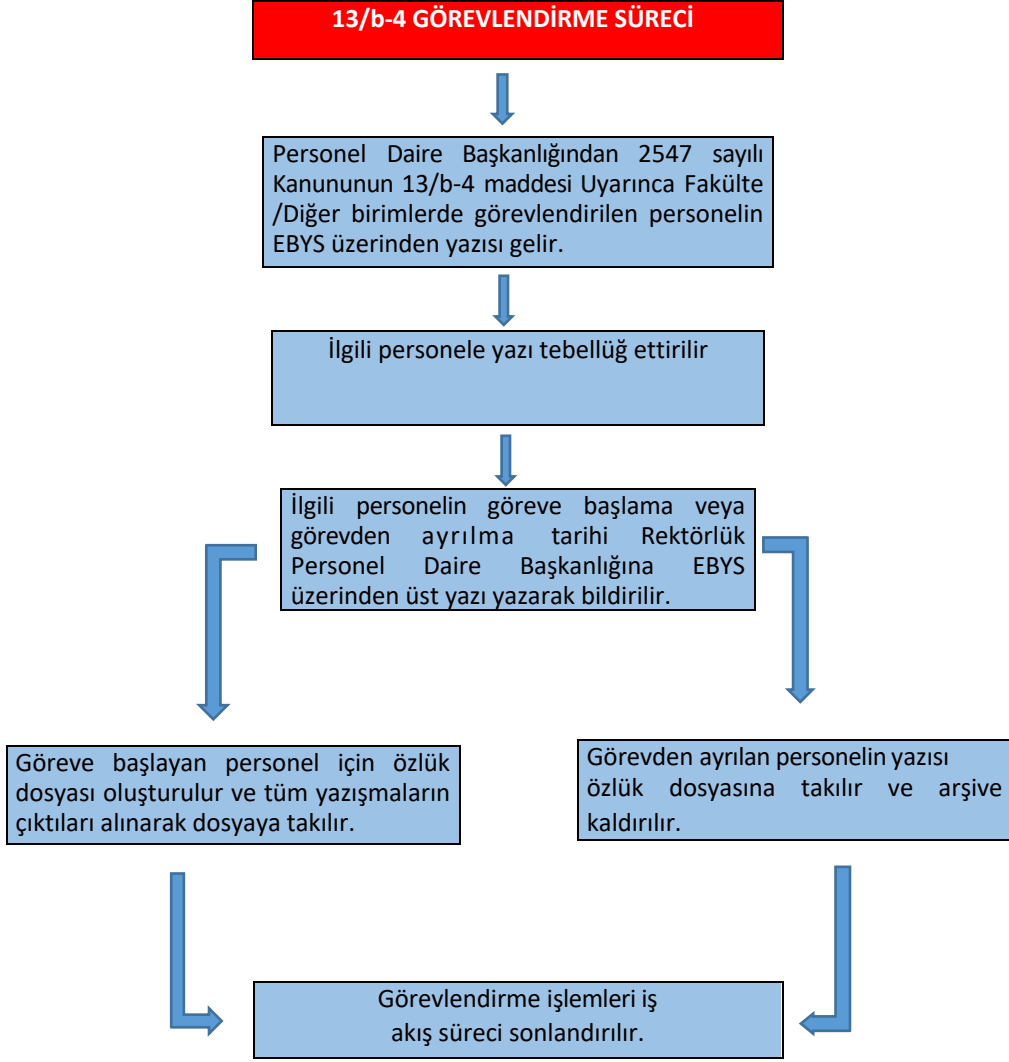 13/b-4 GÖREVLENDİRME SÜRECİ
Personel Daire Başkanlığından 2547 sayılı
Kanununun 13/b-4 maddesi Uyarınca Fakülte
/Diğer birimlerde görevlendirilen personelin
EBYS üzerinden yazısı gelir.
İlgili personele yazı tebellüğ ettirilir
İlgili personelin göreve başlama veya
görevden ayrılma tarihi Rektörlük
Personel Daire Başkanlığına EBYS
üzerinden üst yazı yazarak bildirilir.
Göreve başlayan personel için özlük
dosyası oluşturulur ve tüm yazışmaların
çıktıları alınarak dosyaya takılır.
Görevden ayrılan personelin yazısı
özlük dosyasına takılır ve arşive
kaldırılır.
Görevlendirme işlemleri iş
akış süreci sonlandırılır.